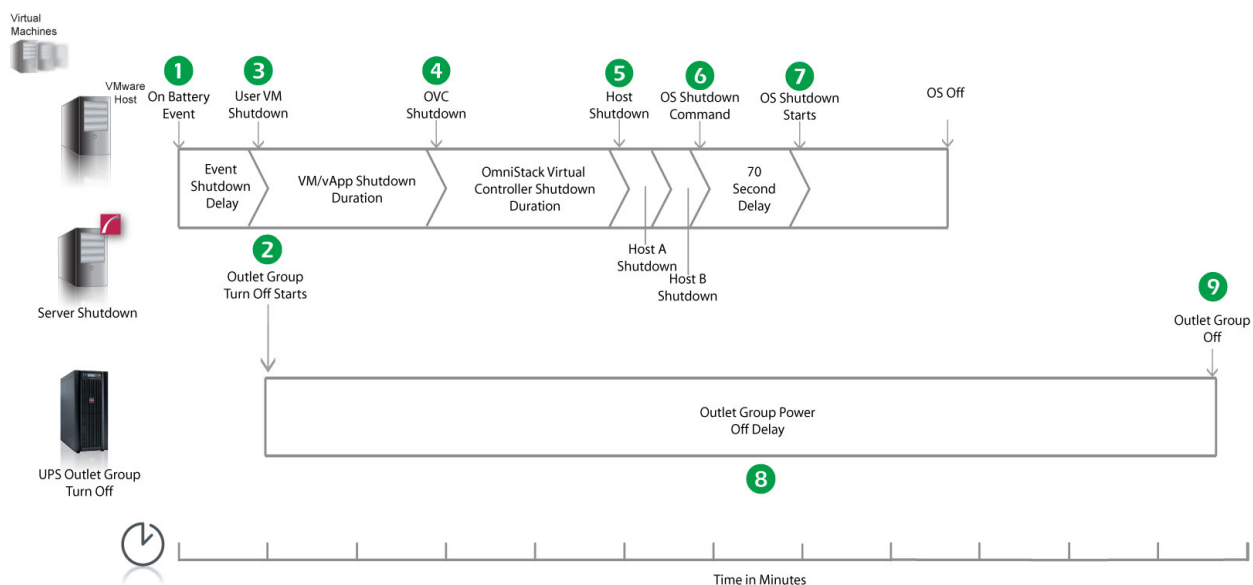 Virtual
Machines
VMware
Host
1
On Battery
Event
3
User VM
Shutdown
4
OVC
Shutdown
5
Host
Shutdown
6
OS Shutdown
Command
7
OS Shutdown
Starts
OS Off
Event
Shutdown
Delay
VM/vApp Shutdown
Duration
OmniStack Virtual
Controller Shutdown
Duration
70
Second
Delay
Host A
Shutdown
Host B
Shutdown
2
Outlet Group
Turn Off Starts
Server Shutdown
9
Outlet Group
Off
Outlet Group Power
Off Delay
8
UPS Outlet Group
Turn Off
Time in Minutes